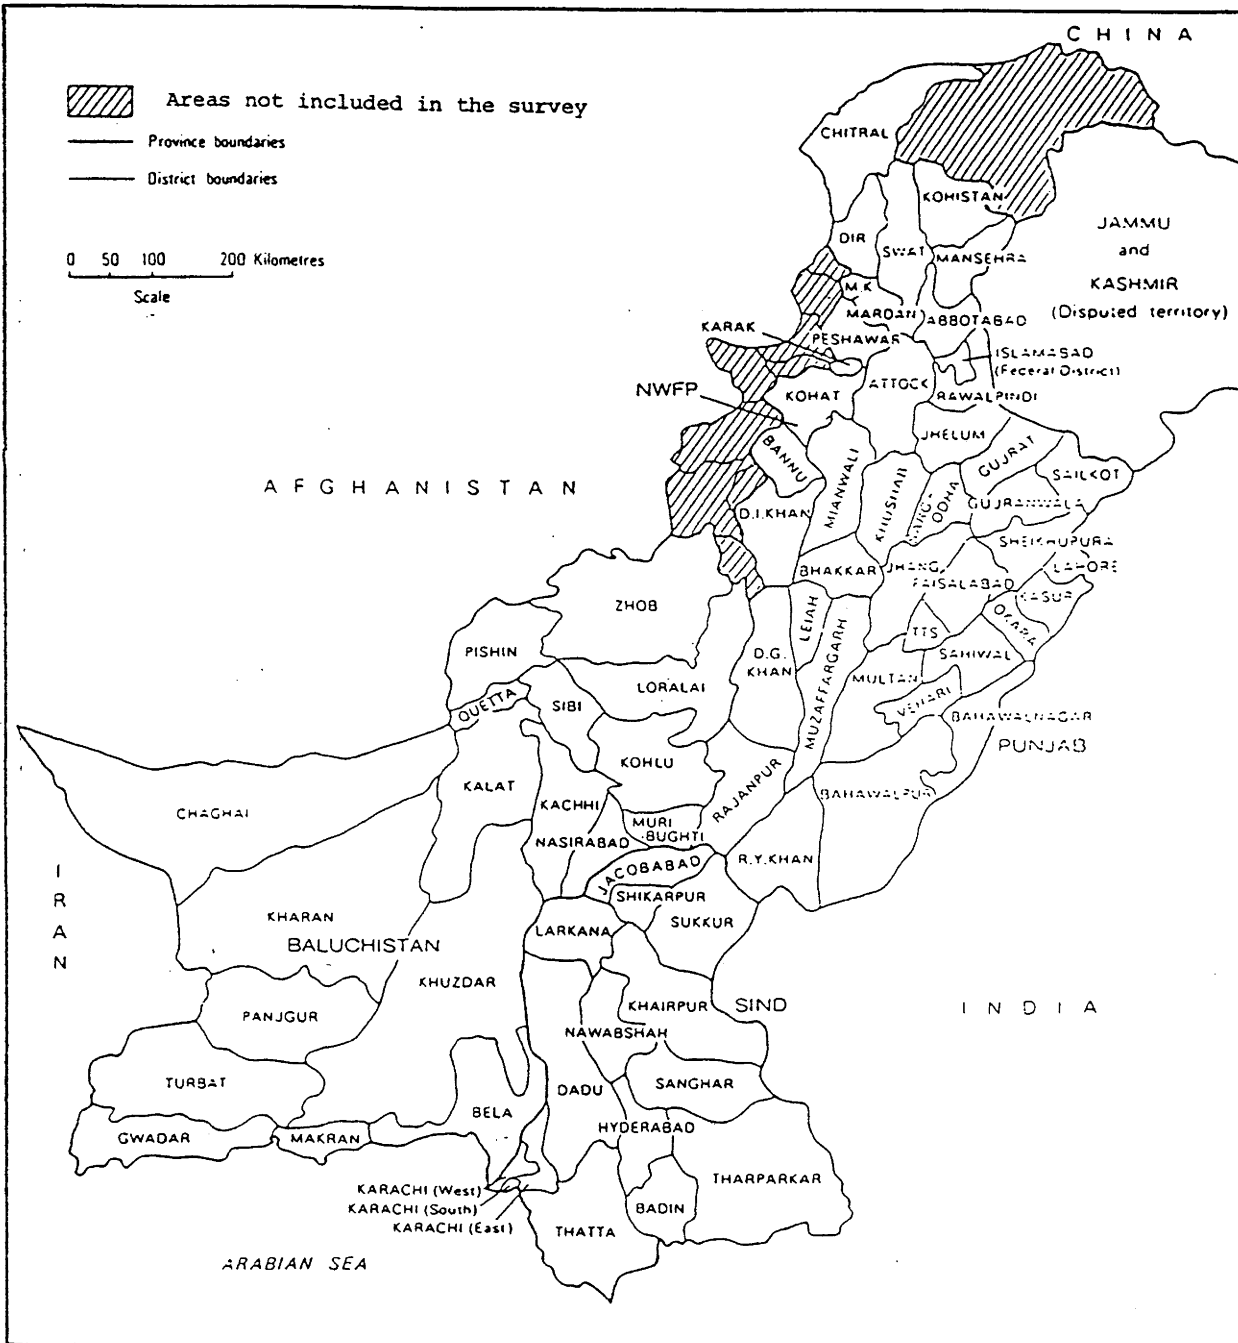 CHINA
Areas not included in the survey
Province boundaries
District boundaries
0 50 100 200 Kilometres
Scale
CHITRAL
KOHISTAN
JAMMU
and
KASHMIR
(Disputed territory)
DIR
SWAT
MANSEHRA
M.K
MARDAN
ABBOTABAD
KARAK
PESHAWAR
ISLAMABAD
(Federal District)
NWFP
KOHAT
ATTOCK
RAWALPINDI
BANNU
JHELUM
GUJRAT
SAILKOT
AFGHANISTAN
MIANWALI
KHUSHAB
SARGA
ODHA
GUJRANWALA
D.I.KHAN
SHEIKHUPURA
BHAKKAR
JHANG
LAHORE
FAISALABAD
KASUR
ZHOB
LEIAH
OKARA
TTS
PISHIN
D.G.
KHAN
MUZAFFARGARH
SAHIWAL
LORALAI
MULTAN
QUETTA
SIBI
VEHARI
BAHAWALNAGAR
PUNJAB
KOHLU
KALAT
RAJANPUR
BAHAWALPUR
CHAGHAI
KACHHI
MURI
BUGHTI
NASIRABAD
JACOBABAD
R.Y.KHAN
IRAN
SHIKARPUR
KHARAN
LARKANA
SUKKUR
BALUCHISTAN
KHUZDAR
KHAIRPUR
SIND
INDIA
PANJGUR
NAWABSHAH
TURBAT
DADU
SANGHAR
BELA
HYDERABAD
GWADAR
MAKRAN
THARPARKAR
KARACHI (West)
KARACHI (South)
KARACHI (East)
BADIN
THATTA
ARABIAN SEA